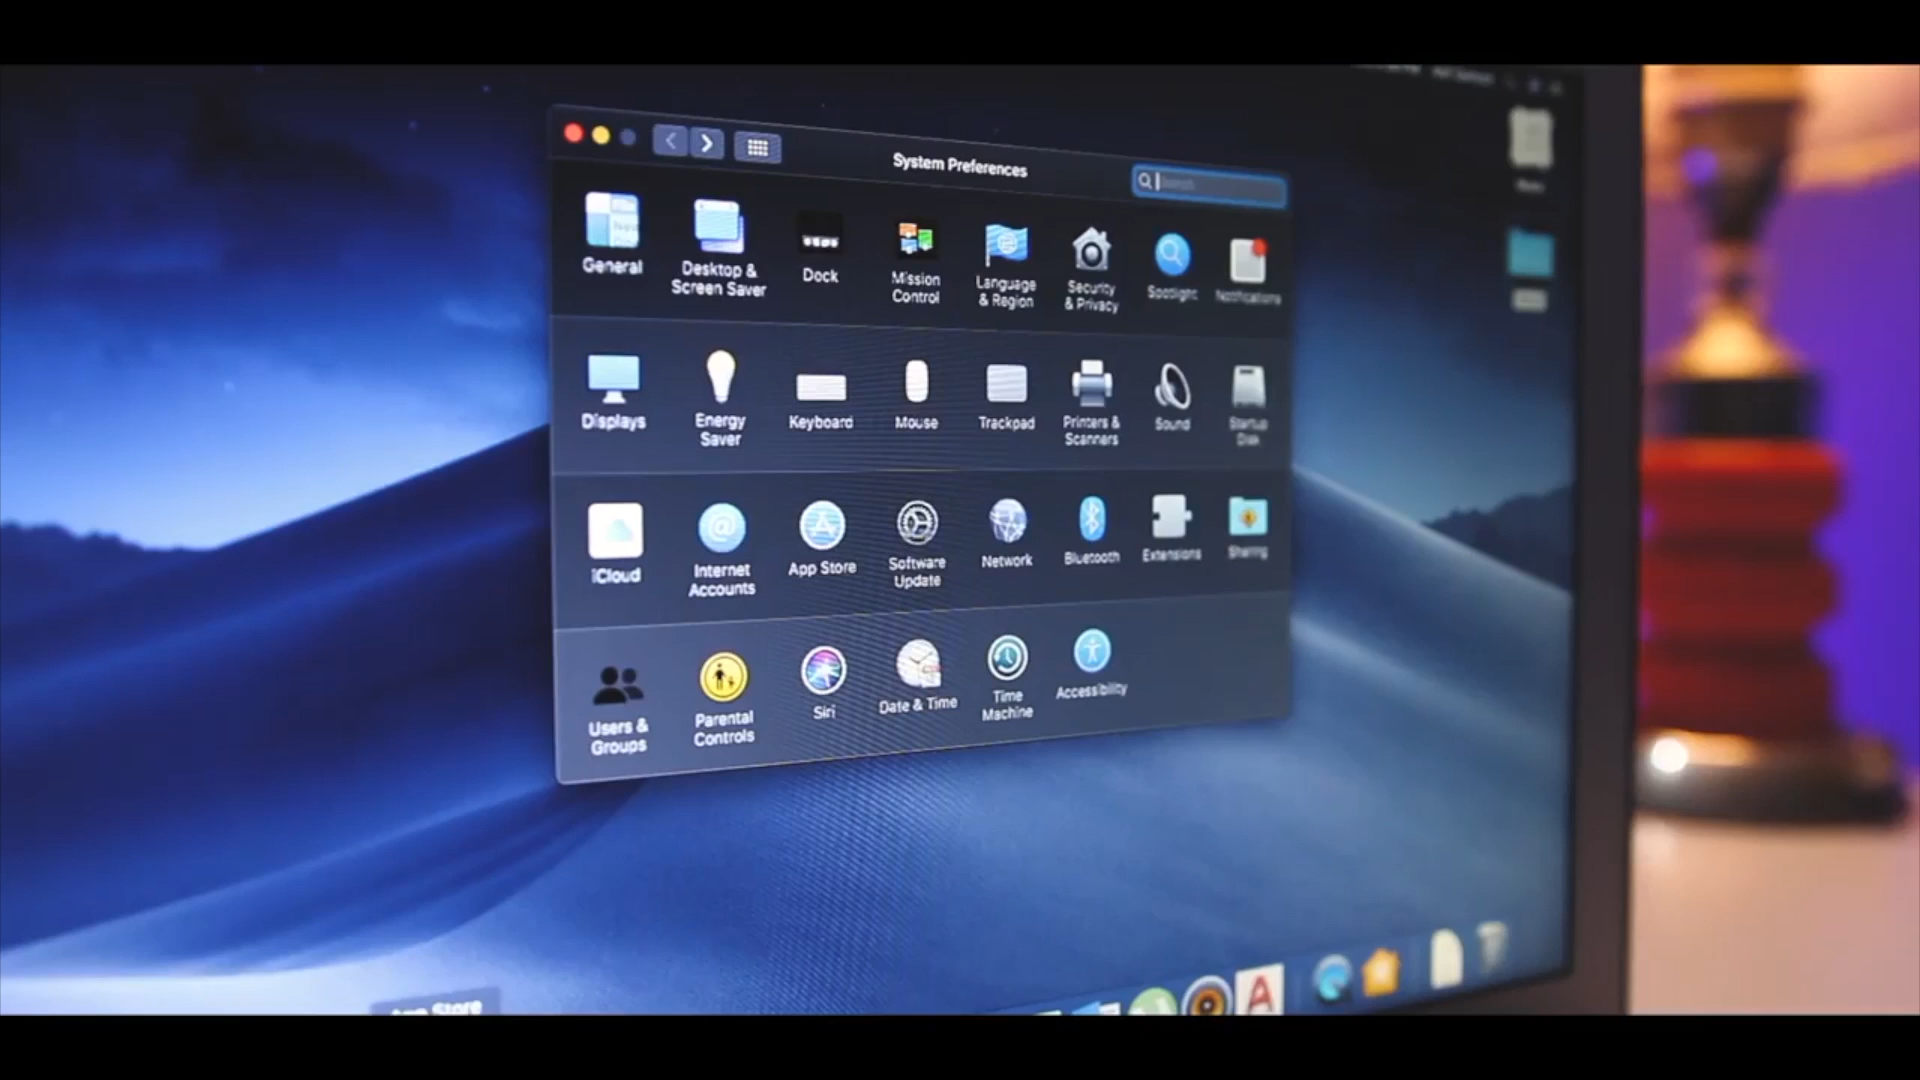 System Preferences
General
Desktop &
Screen Saver
Dock
Mission
Control
Language
& Region
Security
& Privacy
Spotlight
Notifications
Displays
Energy
Saver
Keyboard
Mouse
Trackpad
Printers &
Scanners
Sound
Startup
Disk
iCloud
Internet
Accounts
App Store
Software
Update
Network
Bluetooth
Extensions
Sharing
Users &
Groups
Parental
Controls
Siri
Date & Time
Time
Machine
Accessibility
App Store